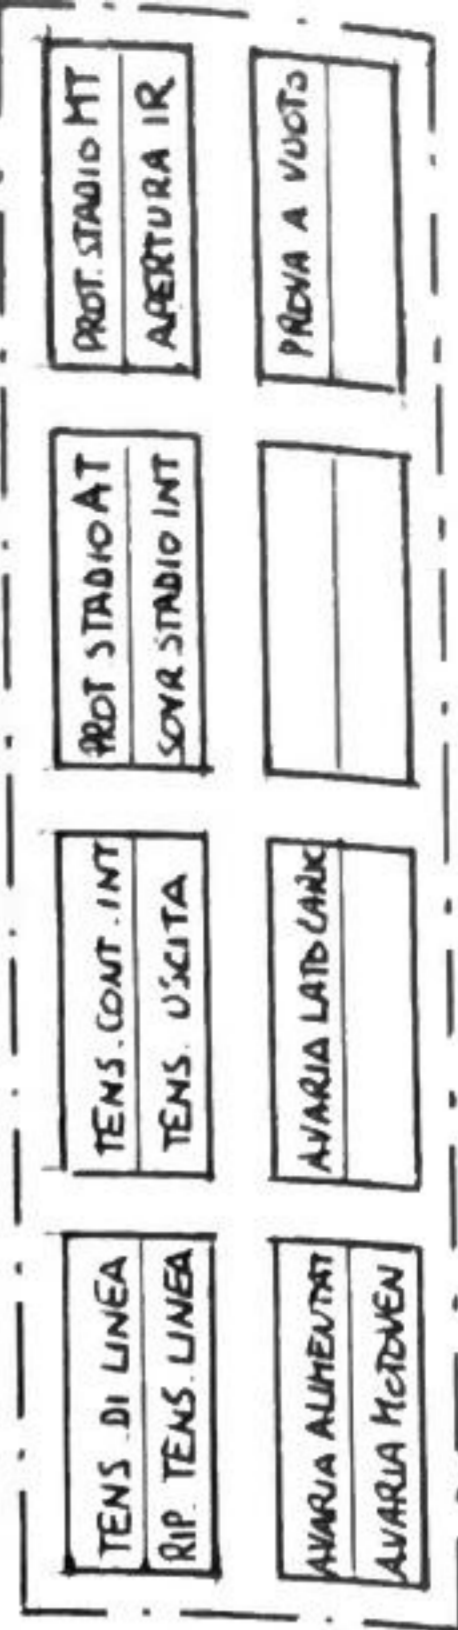 TENS. DI LINEA
RIP. TENS. LINEA
TENS. CONT. INT
TENS. USCITA
PROT STADIO AT
SOVR STADIO INT
PROT. STADIO MT
APERTURA IR
AVARIA ALIMENTAT
AVARIA MOTOVEN
AVARIA LATO CARIC
PROVA A VUOTO